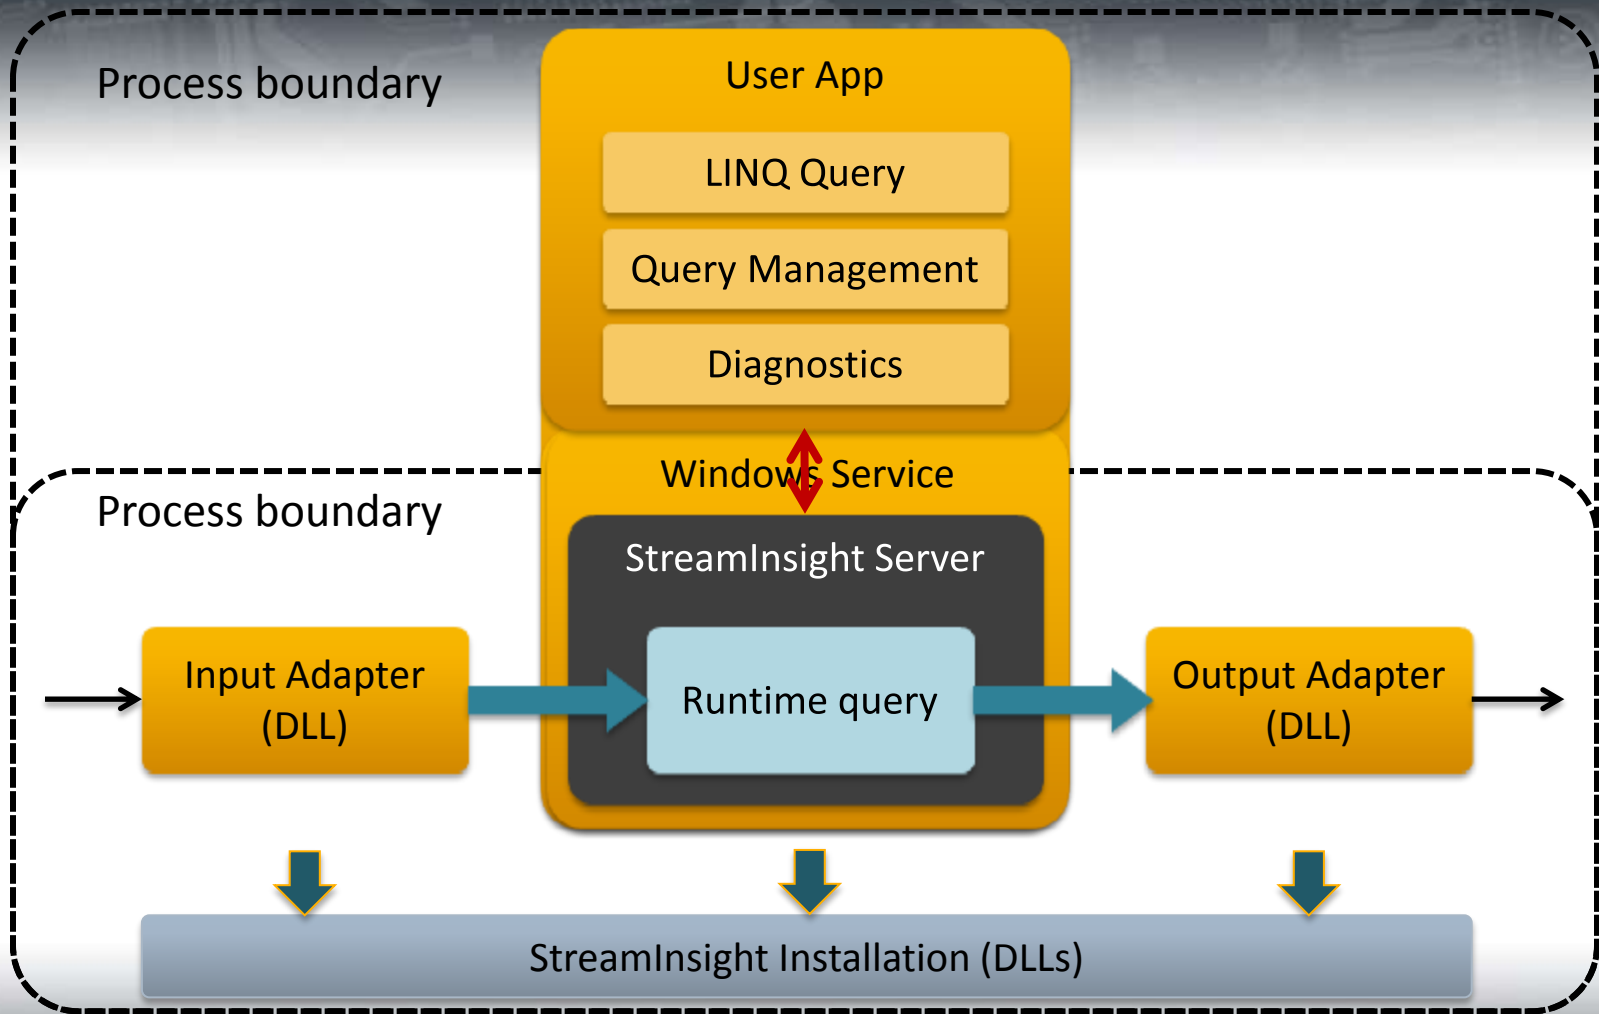 Process boundary
User App
LINQ Query
Query Management
Diagnostics
Windows Service
Process boundary
StreamInsight Server
Input Adapter
(DLL)
Runtime query
Output Adapter
(DLL)
StreamInsight Installation (DLLs)